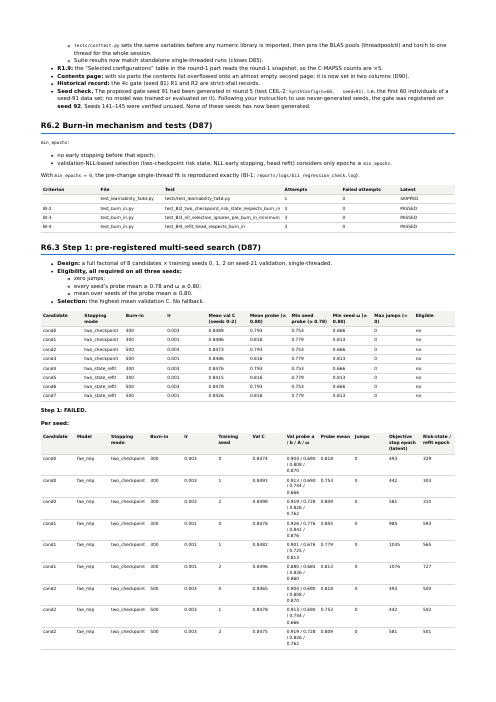 tests/conftest.py sets the same variables before any numeric library is imported, then pins the BLAS pools (threadpoolctl) and torch to one
thread for the whole session.
Suite results now match standalone single-threaded runs (closes D85).
R1.9: the "Selected configurations" table in the round-1 part reads the round-1 snapshot, so the C-MAPSS counts are ×5.
Contents page: with six parts the contents list overflowed onto an almost empty second page; it is now set in two columns (D90).
Historical record: the 4c gate (seed 81) R1 and R2 are strict-sfail records.
Seed check. The proposed gate seed 91 had been generated in round 5 (test CEIL-2: SynthConfig(n=60, seed=91), i.e. the first 60 individuals of a
seed-91 data set; no model was trained or evaluated on it). Following your instruction to use never-generated seeds, the gate was registered on
seed 92. Seeds 141–145 were verified unused. None of these seeds has now been generated.
R6.2 Burn-in mechanism and tests (D87)
min_epochs:
no early stopping before that epoch;
validation-NLL-based selection (two-checkpoint risk state, NLL early stopping, head refit) considers only epochs ≥ min_epochs.
With min_epochs = 0, the pre-change single-thread fit is reproduced exactly (BI-1: reports/logs/bi1_regression_check.log).
Criterion File Test Attempts Failed attempts Latest
test_learnability_fatld.py tests/test_learnability_fatld.py 1 0 SKIPPED
BI-2 test_burn_in.py test_BI2_two_checkpoint_risk_state_respects_burn_in 3 0 PASSED
BI-3 test_burn_in.py test_BI3_nll_selection_ignores_pre_burn_in_minimum 3 0 PASSED
BI-4 test_burn_in.py test_BI4_refit_head_respects_burn_in 3 0 PASSED
R6.3 Step 1: pre-registered multi-seed search (D87)
Design: a full factorial of 8 candidates × training seeds 0, 1, 2 on seed-21 validation, single-threaded.
Eligibility, all required on all three seeds:
zero jumps;
every seed's probe mean ≥ 0.78 and ω ≥ 0.80;
mean over seeds of the probe mean ≥ 0.80.
Selection: the highest mean validation C. No fallback.
Candidate Stopping mode Burn-in lr Mean val C (seeds 0-2) Mean probe (≥ 0.80) Min seed probe (≥ 0.78) Min seed ω (≥ 0.80) Max jumps (= 0) Eligible
cand0 two_checkpoint 300 0.003 0.8488 0.793 0.753 0.666 0 no
cand1 two_checkpoint 300 0.001 0.8486 0.816 0.779 0.813 0 no
cand2 two_checkpoint 500 0.003 0.8473 0.793 0.753 0.666 0 no
cand3 two_checkpoint 500 0.001 0.8486 0.816 0.779 0.813 0 no
cand4 two_state_refit 300 0.003 0.8476 0.793 0.753 0.666 0 no
cand5 two_state_refit 300 0.001 0.8415 0.816 0.779 0.813 0 no
cand6 two_state_refit 500 0.003 0.8478 0.793 0.753 0.666 0 no
cand7 two_state_refit 500 0.001 0.8426 0.816 0.779 0.813 0 no
Step 1: FAILED.
Per seed:
Candidate Model Stopping mode Burn-in lr Training seed Val C Val probe a / b / A / ω Probe mean Jumps Objective stop epoch (latent) Risk-state / refit epoch
cand0 fae_mlp two_checkpoint 300 0.003 0 0.8474 0.904 / 0.690 / 0.808 / 0.870 0.818 0 493 329
cand0 fae_mlp two_checkpoint 300 0.003 1 0.8491 0.913 / 0.690 / 0.744 / 0.666 0.753 0 442 303
cand0 fae_mlp two_checkpoint 300 0.003 2 0.8498 0.919 / 0.728 / 0.826 / 0.762 0.809 0 581 310
cand1 fae_mlp two_checkpoint 300 0.001 0 0.8478 0.926 / 0.776 / 0.842 / 0.876 0.855 0 985 593
cand1 fae_mlp two_checkpoint 300 0.001 1 0.8482 0.901 / 0.676 / 0.725 / 0.813 0.779 0 1035 565
cand1 fae_mlp two_checkpoint 300 0.001 2 0.8496 0.880 / 0.685 / 0.826 / 0.860 0.813 0 1076 727
cand2 fae_mlp two_checkpoint 500 0.003 0 0.8465 0.904 / 0.690 / 0.808 / 0.870 0.818 0 493 500
cand2 fae_mlp two_checkpoint 500 0.003 1 0.8478 0.913 / 0.690 / 0.744 / 0.666 0.753 0 442 502
cand2 fae_mlp two_checkpoint 500 0.003 2 0.8475 0.919 / 0.728 / 0.826 / 0.762 0.809 0 581 501